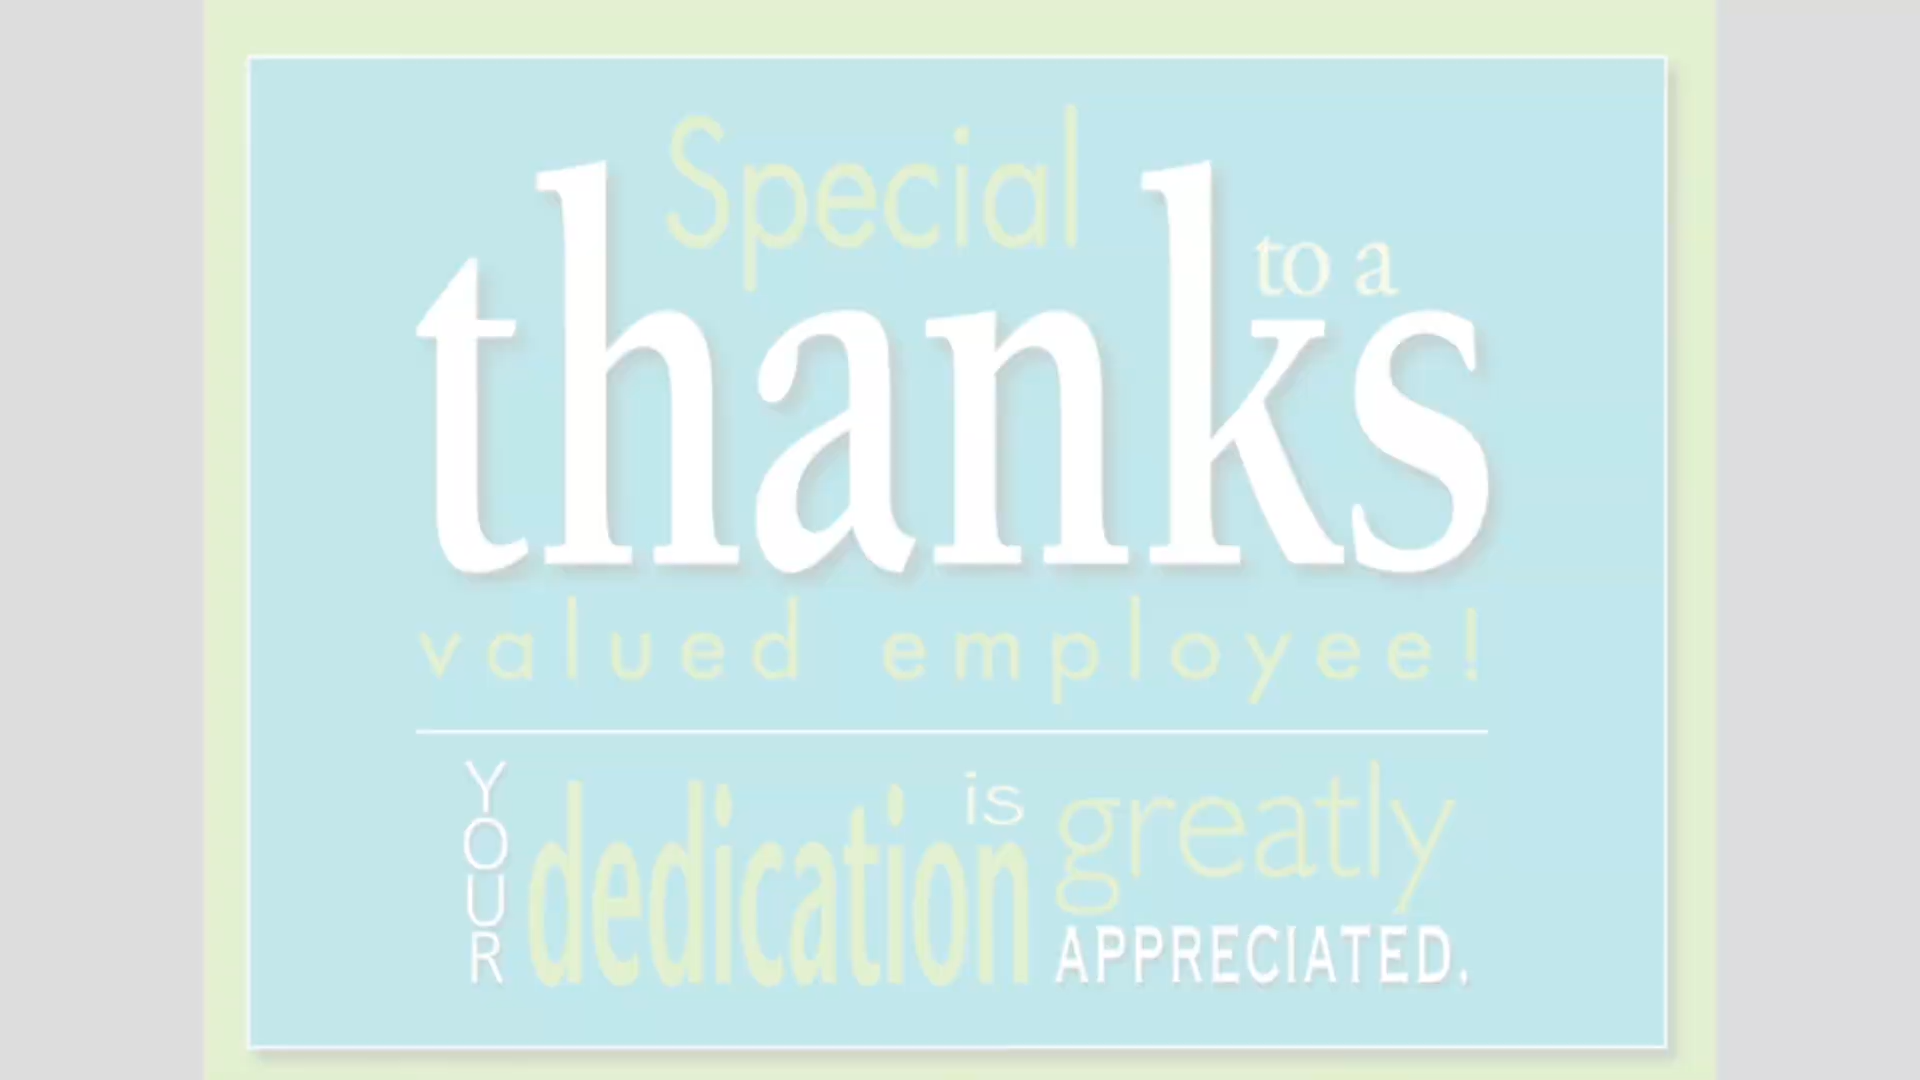 Special
thanks
to a
valued employee!
YOUR
dedication
is
greatly
APPRECIATED.